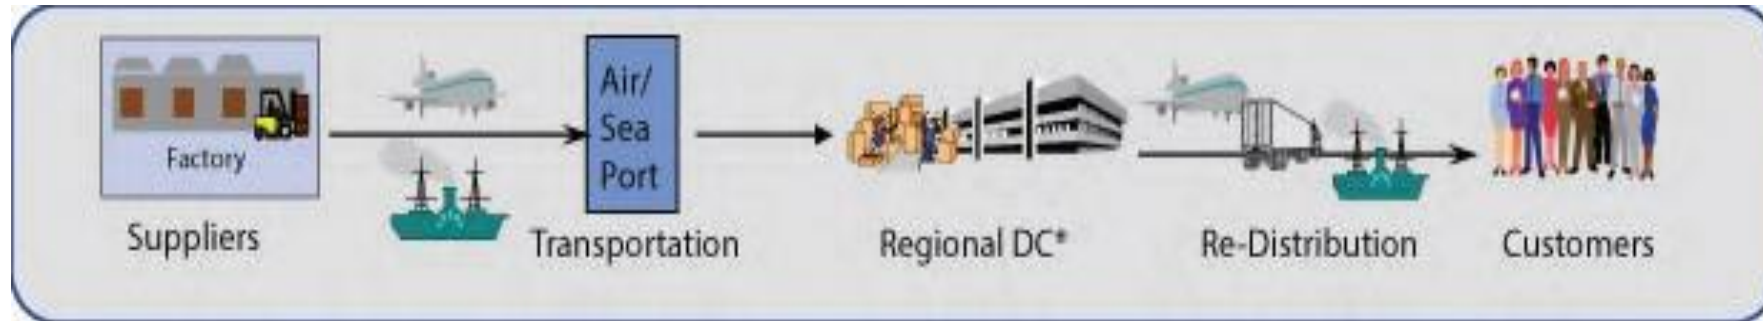 Factory
Suppliers
Air/
Sea
Port
Transportation
Regional DC*
Re-Distribution
Customers